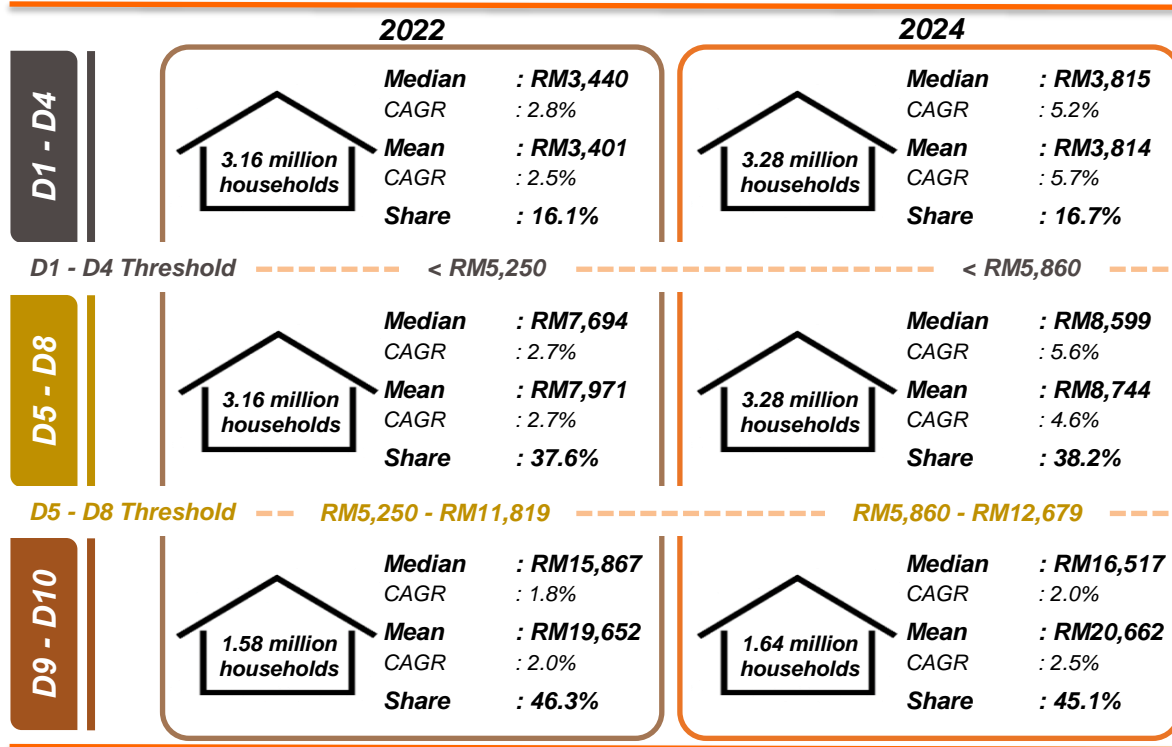 2022
2024
D1 - D4
3.16 million
households
Median : RM3,440
CAGR : 2.8%
Mean : RM3,401
CAGR : 2.5%
Share : 16.1%
3.28 million
households
Median : RM3,815
CAGR : 5.2%
Mean : RM3,814
CAGR : 5.7%
Share : 16.7%
D1 - D4 Threshold < RM5,250 < RM5,860
D5 - D8
3.16 million
households
Median : RM7,694
CAGR : 2.7%
Mean : RM7,971
CAGR : 2.7%
Share : 37.6%
3.28 million
households
Median : RM8,599
CAGR : 5.6%
Mean : RM8,744
CAGR : 4.6%
Share : 38.2%
D5 - D8 Threshold RM5,250 - RM11,819 RM5,860 - RM12,679
D9 - D10
1.58 million
households
Median : RM15,867
CAGR : 1.8%
Mean : RM19,652
CAGR : 2.0%
Share : 46.3%
1.64 million
households
Median : RM16,517
CAGR : 2.0%
Mean : RM20,662
CAGR : 2.5%
Share : 45.1%